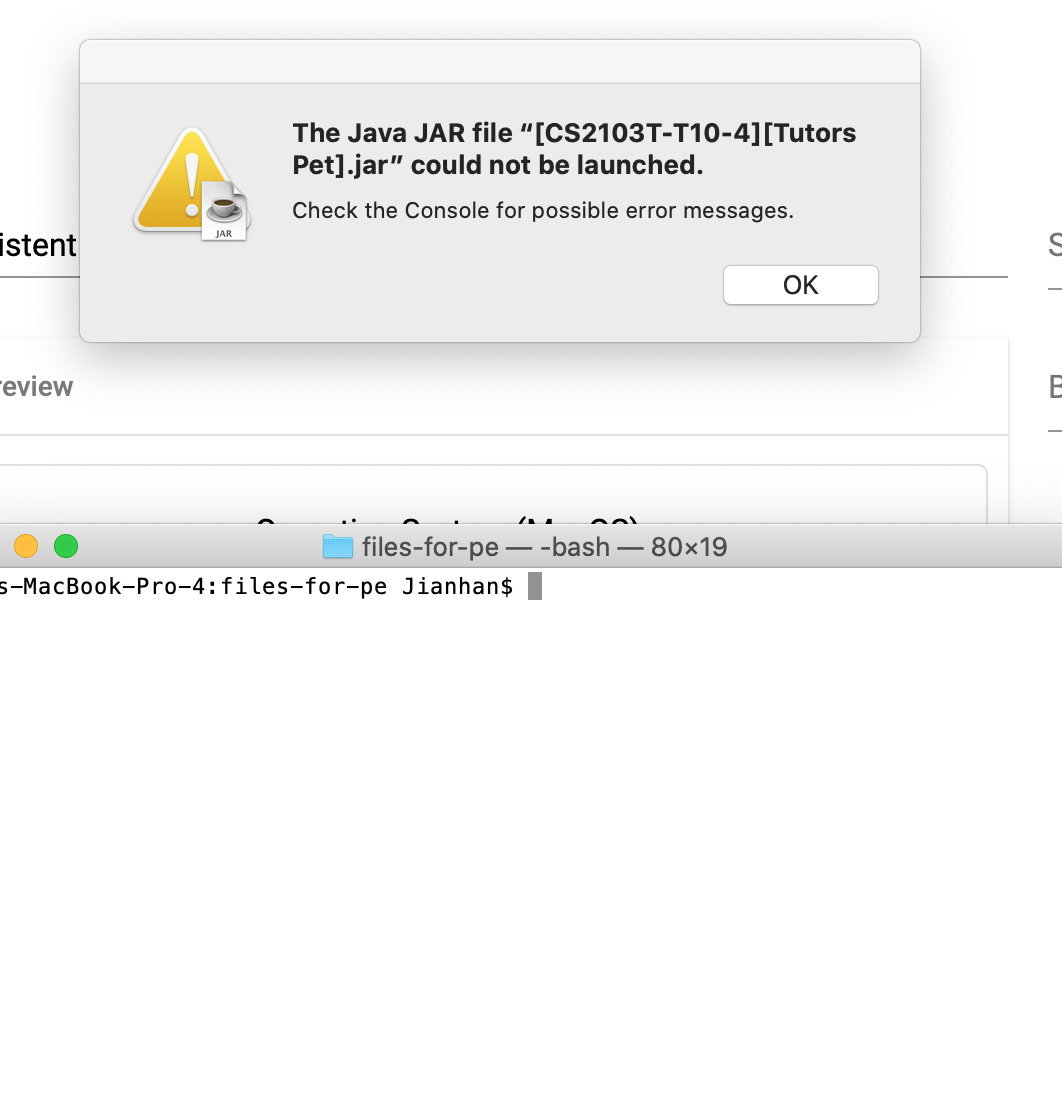 The Java JAR file “[CS2103T-T10-4][Tutors
Pet].jar” could not be launched.
Check the Console for possible error messages.
JAR
OK
istent
S
review
B
files-for-pe — -bash — 80×19
s-MacBook-Pro-4:files-for-pe Jianhan$